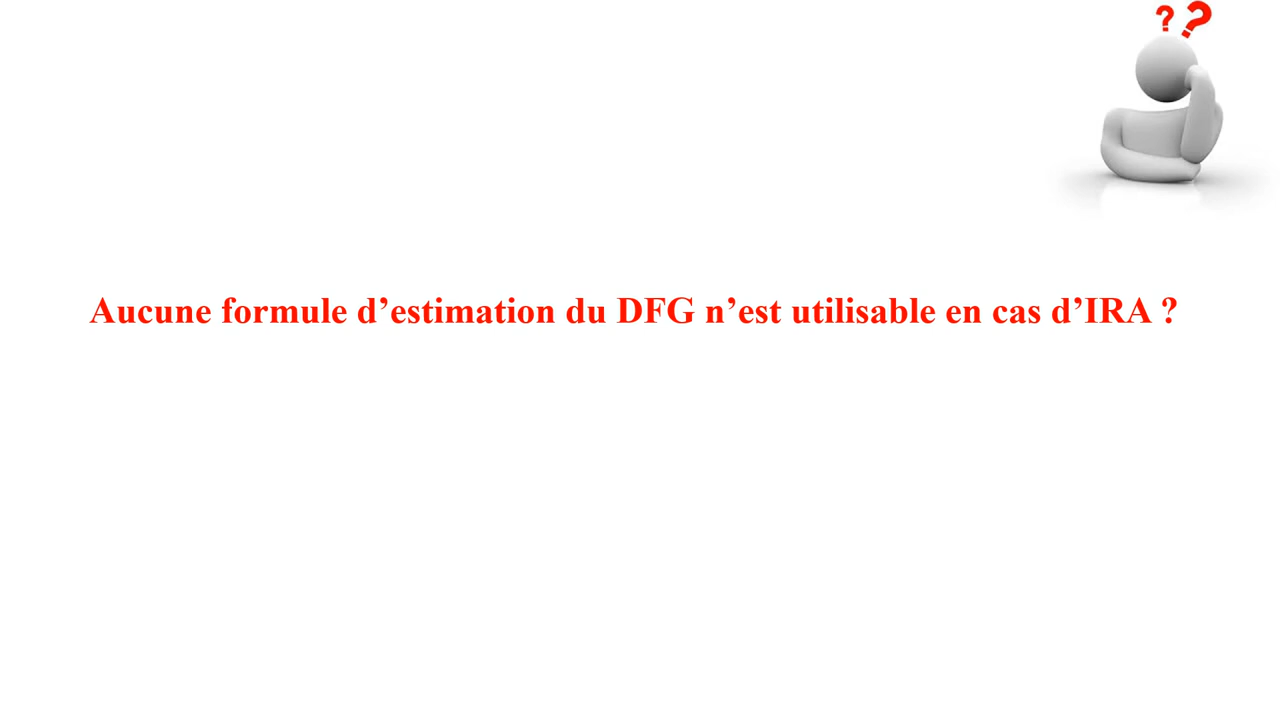 ??
Aucune formule d’estimation du DFG n’est utilisable en cas d’IRA ?